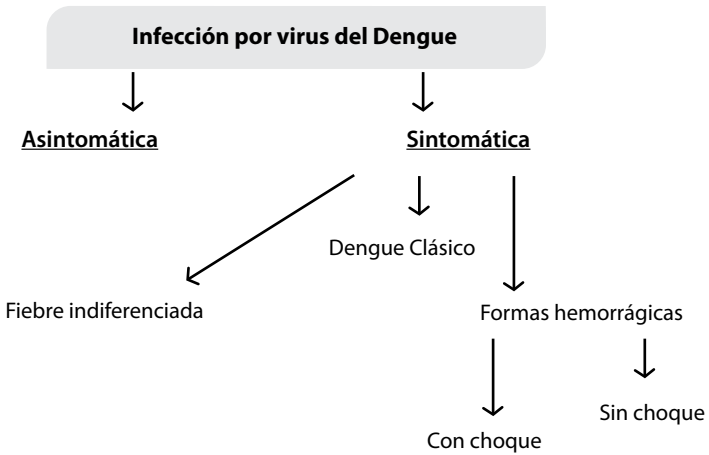 Infección por virus del Dengue
Asintomática
Sintomática
Dengue Clásico
Fiebre indiferenciada
Formas hemorrágicas
Sin choque
Con choque